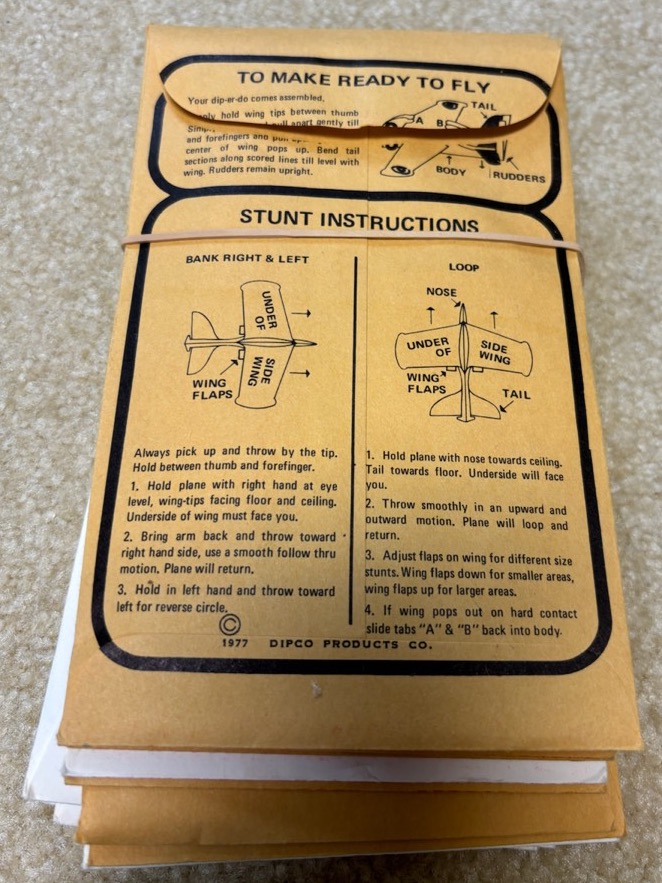 TO MAKE READY TO FLY
Your dip-er-do comes assembled,
Simply hold wing tips between thumb
and forefingers and pull apart gently till
center of wing pops up. Bend tail
sections along scored lines till level with
wing. Rudders remain upright.
TAIL
A B
BODY
RUDDERS
STUNT INSTRUCTIONS
BANK RIGHT & LEFT
UNDER
OF
SIDE
WING
WING
FLAPS
Always pick up and throw by the tip.
Hold between thumb and forefinger.
1. Hold plane with right hand at eye
level, wing-tips facing floor and ceiling.
Underside of wing must face you.
2. Bring arm back and throw toward
right hand side, use a smooth follow thru
motion. Plane will return.
3. Hold in left hand and throw toward
left for reverse circle.
LOOP
NOSE
UNDER
OF
SIDE
WING
WING
FLAPS
TAIL
1. Hold plane with nose towards ceiling.
Tail towards floor. Underside will face
you.
2. Throw smoothly in an upward and
outward motion. Plane will loop and
return.
3. Adjust flaps on wing for different size
stunts. Wing flaps down for smaller areas,
wing flaps up for larger areas.
4. If wing pops out on hard contact
slide tabs "A" & "B" back into body.
©
1977 DIPCO PRODUCTS CO.